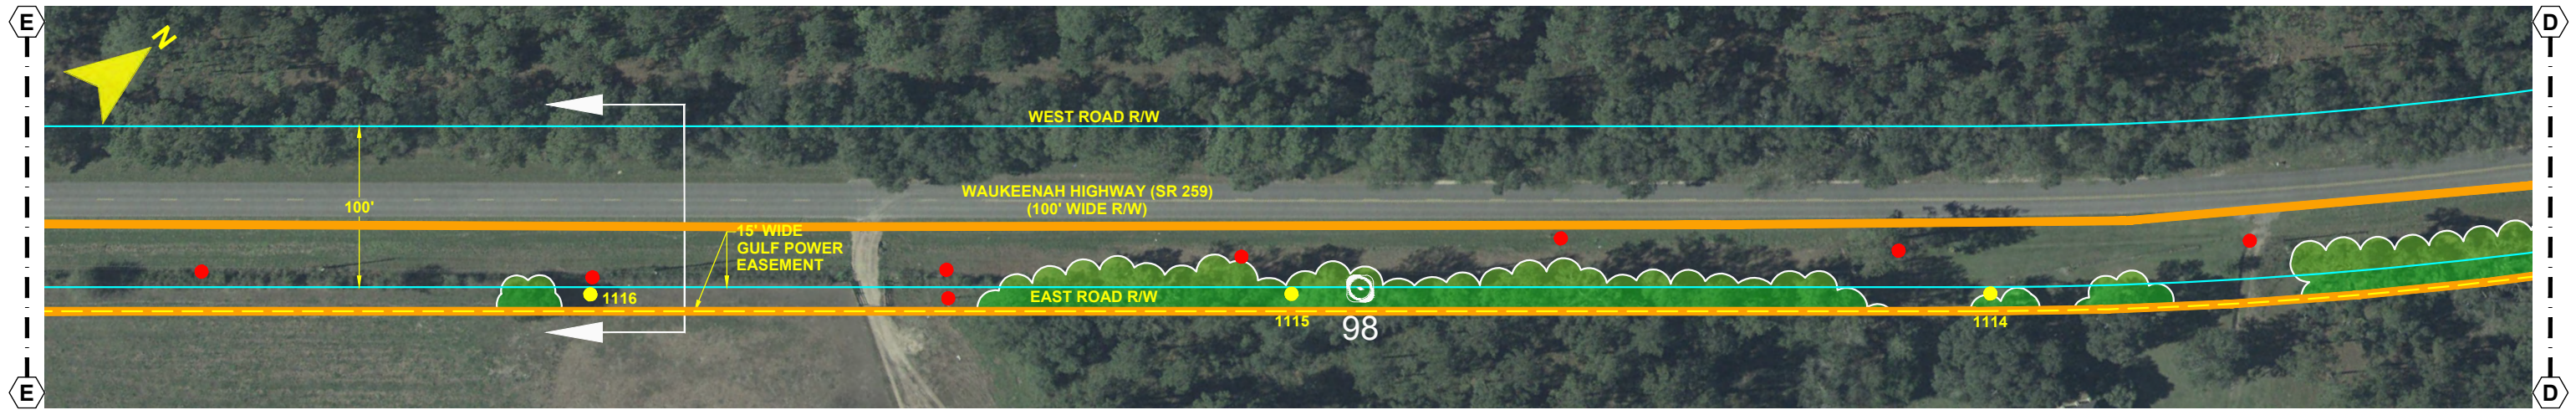 E
D
N
WEST ROAD R/W
WAUKEENAH HIGHWAY (SR 259)
(100' WIDE R/W)
100'
15' WIDE
GULF POWER
EASEMENT
1116
EAST ROAD R/W
1115
98
1114
E
D